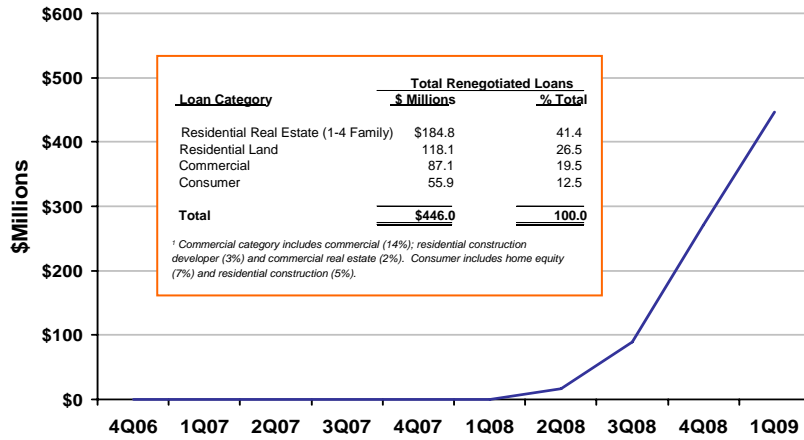 $600
$500
$400
$300
$200
$100
$0
$Millions
Total Renegotiated Loans
Loan Category $ Millions % Total
Residential Real Estate (1-4 Family) $184.8 41.4
Residential Land 118.1 26.5
Commercial 87.1 19.5
Consumer 55.9 12.5
Total $446.0 100.0
¹ Commercial category includes commercial (14%); residential construction
developer (3%) and commercial real estate (2%). Consumer includes home equity
(7%) and residential construction (5%).
4Q06 1Q07 2Q07 3Q07 4Q07 1Q08 2Q08 3Q08 4Q08 1Q09